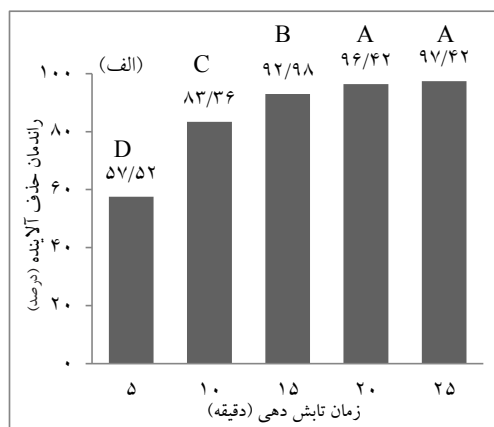 (الف)
D C B A A
۵۷/۵۲ ۸۳/۳۶ ۹۲/۹۸ ۹۶/۴۲ ۹۷/۴۲
۱۰۰
۸۰
۶۰
۴۰
۲۰
۰
راندمان حذف آلاینده (درصد)
۵ ۱۰ ۱۵ ۲۰ ۲۵
زمان تابش دهی (دقیقه)